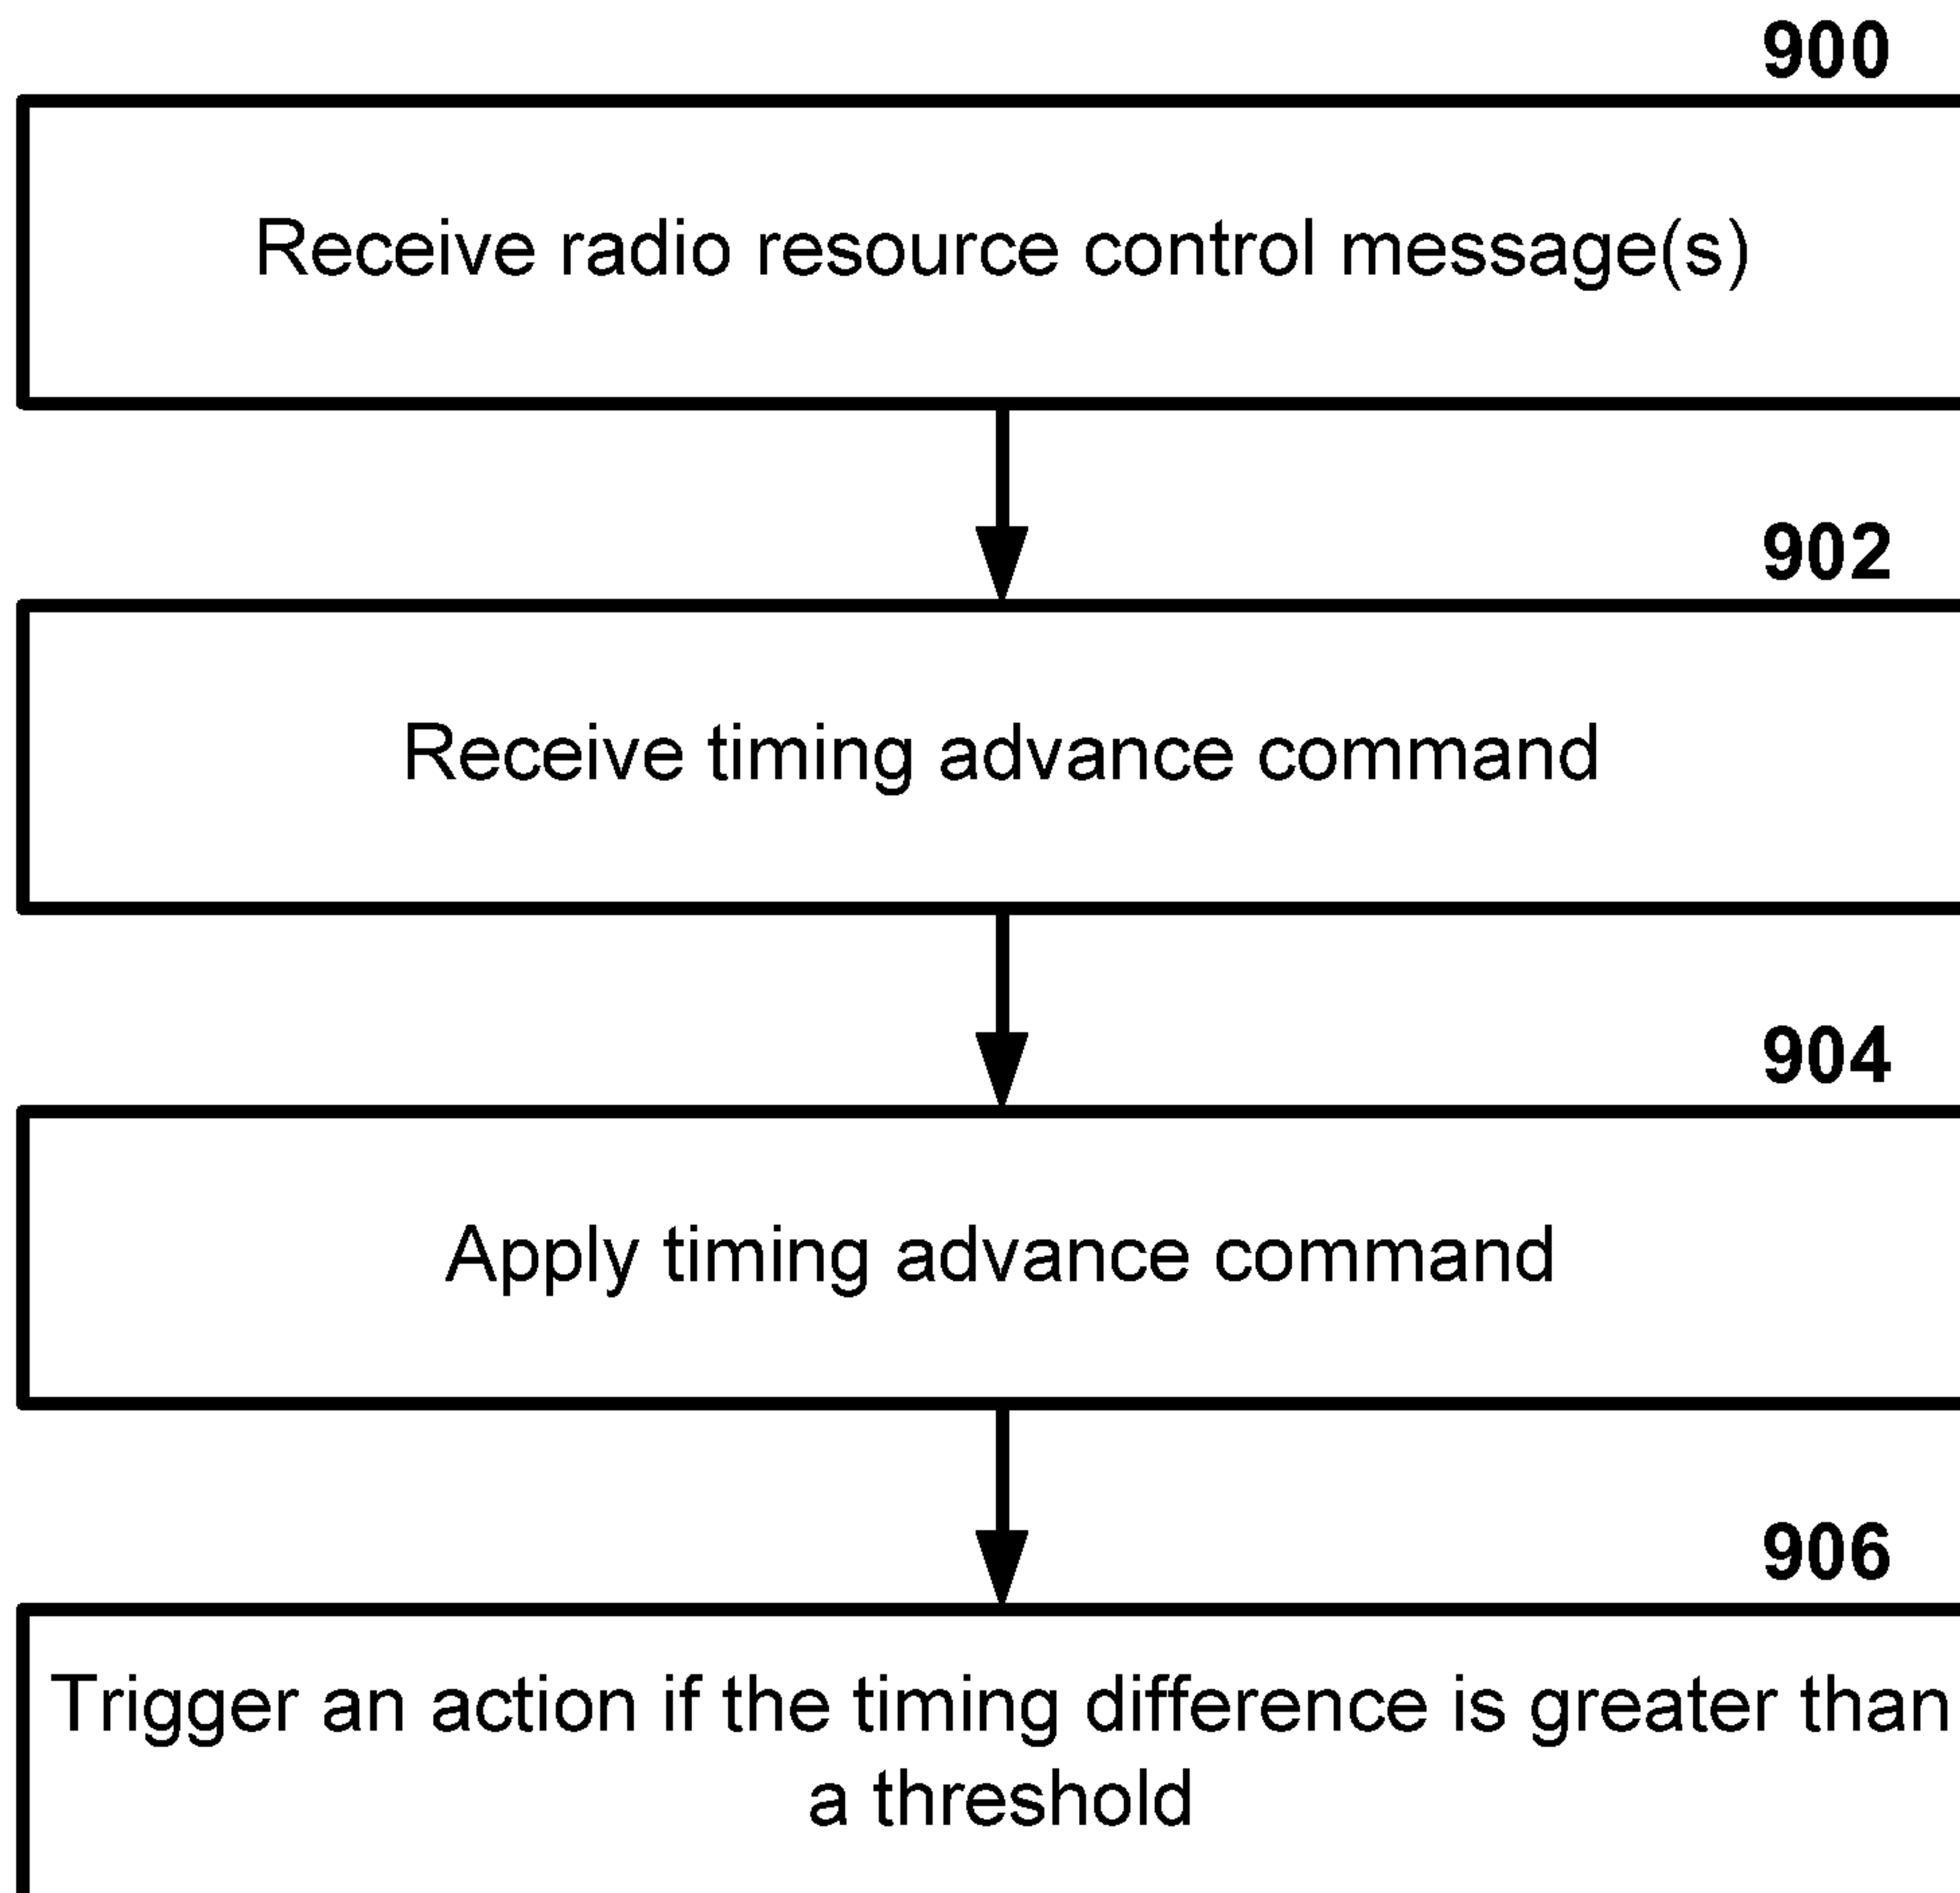 900
Receive radio resource control message(s)
902
Receive timing advance command
904
Apply timing advance command
906
Trigger an action if the timing difference is greater than
a threshold